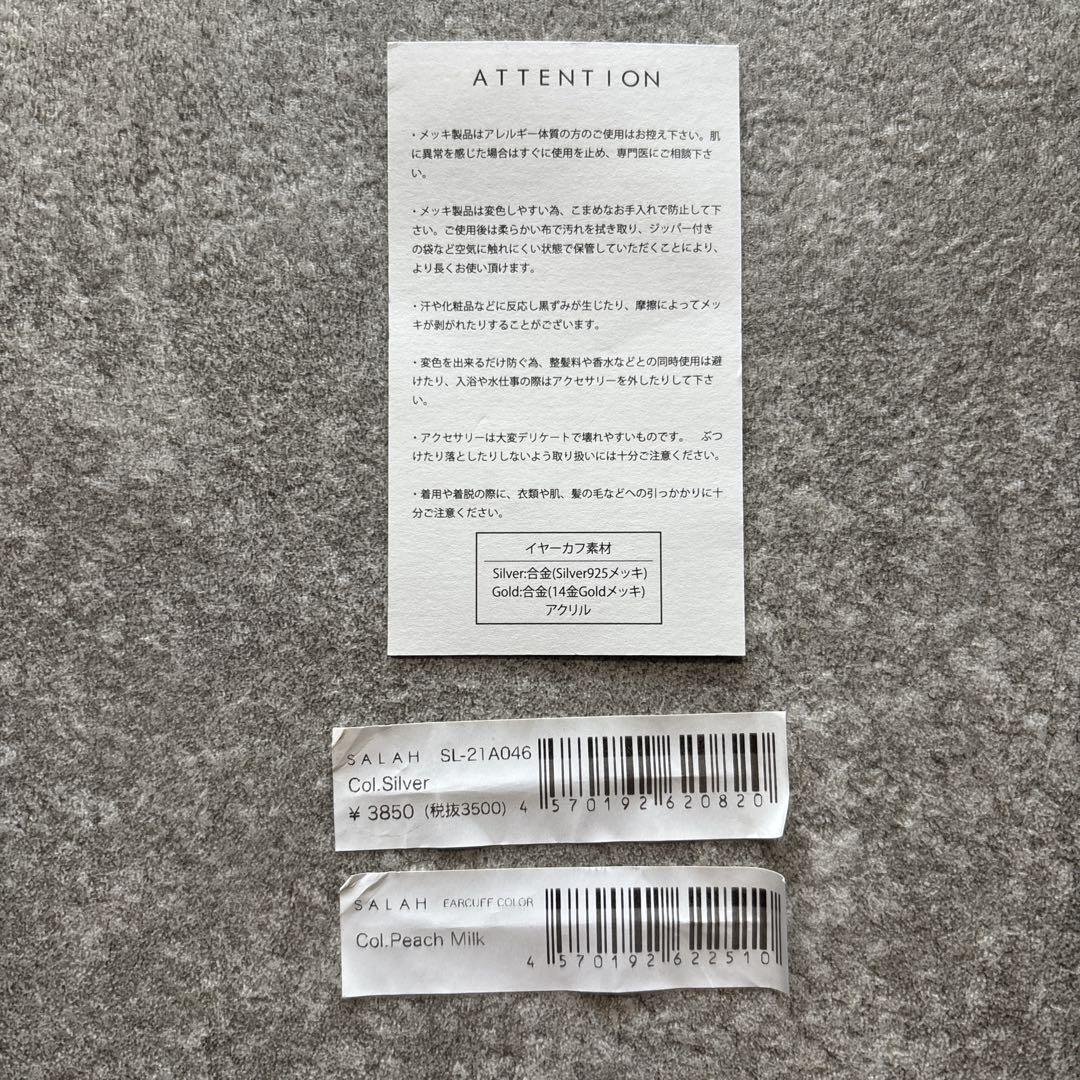 ATTENTION
・メッキ製品はアレルギー体質の方のご使用はお控え下さい。肌
に異常を感じた場合はすぐに使用を止め、専門医にご相談下さ
い。
・メッキ製品は変色しやすい為、こまめなお手入れで防止して下
さい。ご使用後は柔らかい布で汚れを拭き取り、ジッパー付き
の袋など空気に触れにくい状態で保管していただくことにより、
より長くお使い頂けます。
・汗や化粧品などに反応し黒ずみが生じたり、摩擦によってメッ
キが剥がれたりすることがございます。
・変色を出来るだけ防ぐ為、整髪料や香水などとの同時使用は避
けたり、入浴や水仕事の際はアクセサリーを外したりして下さ
い。
・アクセサリーは大変デリケートで壊れやすいものです。　ぶつ
けたり落としたりしないよう取り扱いには十分ご注意ください。
・着用や着脱の際に、衣類や肌、髪の毛などへの引っかかりに十
分ご注意ください。
イヤーカフ素材
Silver:合金(Silver925メッキ)
Gold:合金(14金Goldメッキ)
アクリル
SALAH SL-21A046
Col.Silver
¥ 3850 (税抜3500)
4 570192 620820
SALAH EARCUFF COLOR
Col.Peach Milk
4 570192 622510